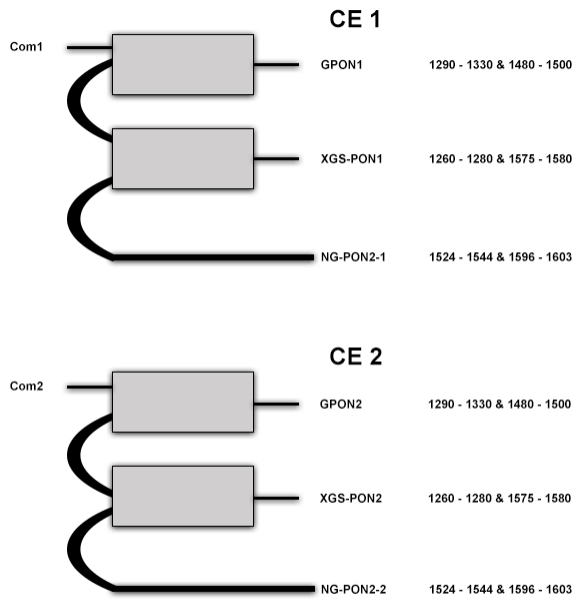 CE 1
Com1
GPON1 1290 - 1330 & 1480 - 1500
XGS-PON1 1260 - 1280 & 1575 - 1580
NG-PON2-1 1524 - 1544 & 1596 - 1603
CE 2
Com2
GPON2 1290 - 1330 & 1480 - 1500
XGS-PON2 1260 - 1280 & 1575 - 1580
NG-PON2-2 1524 - 1544 & 1596 - 1603